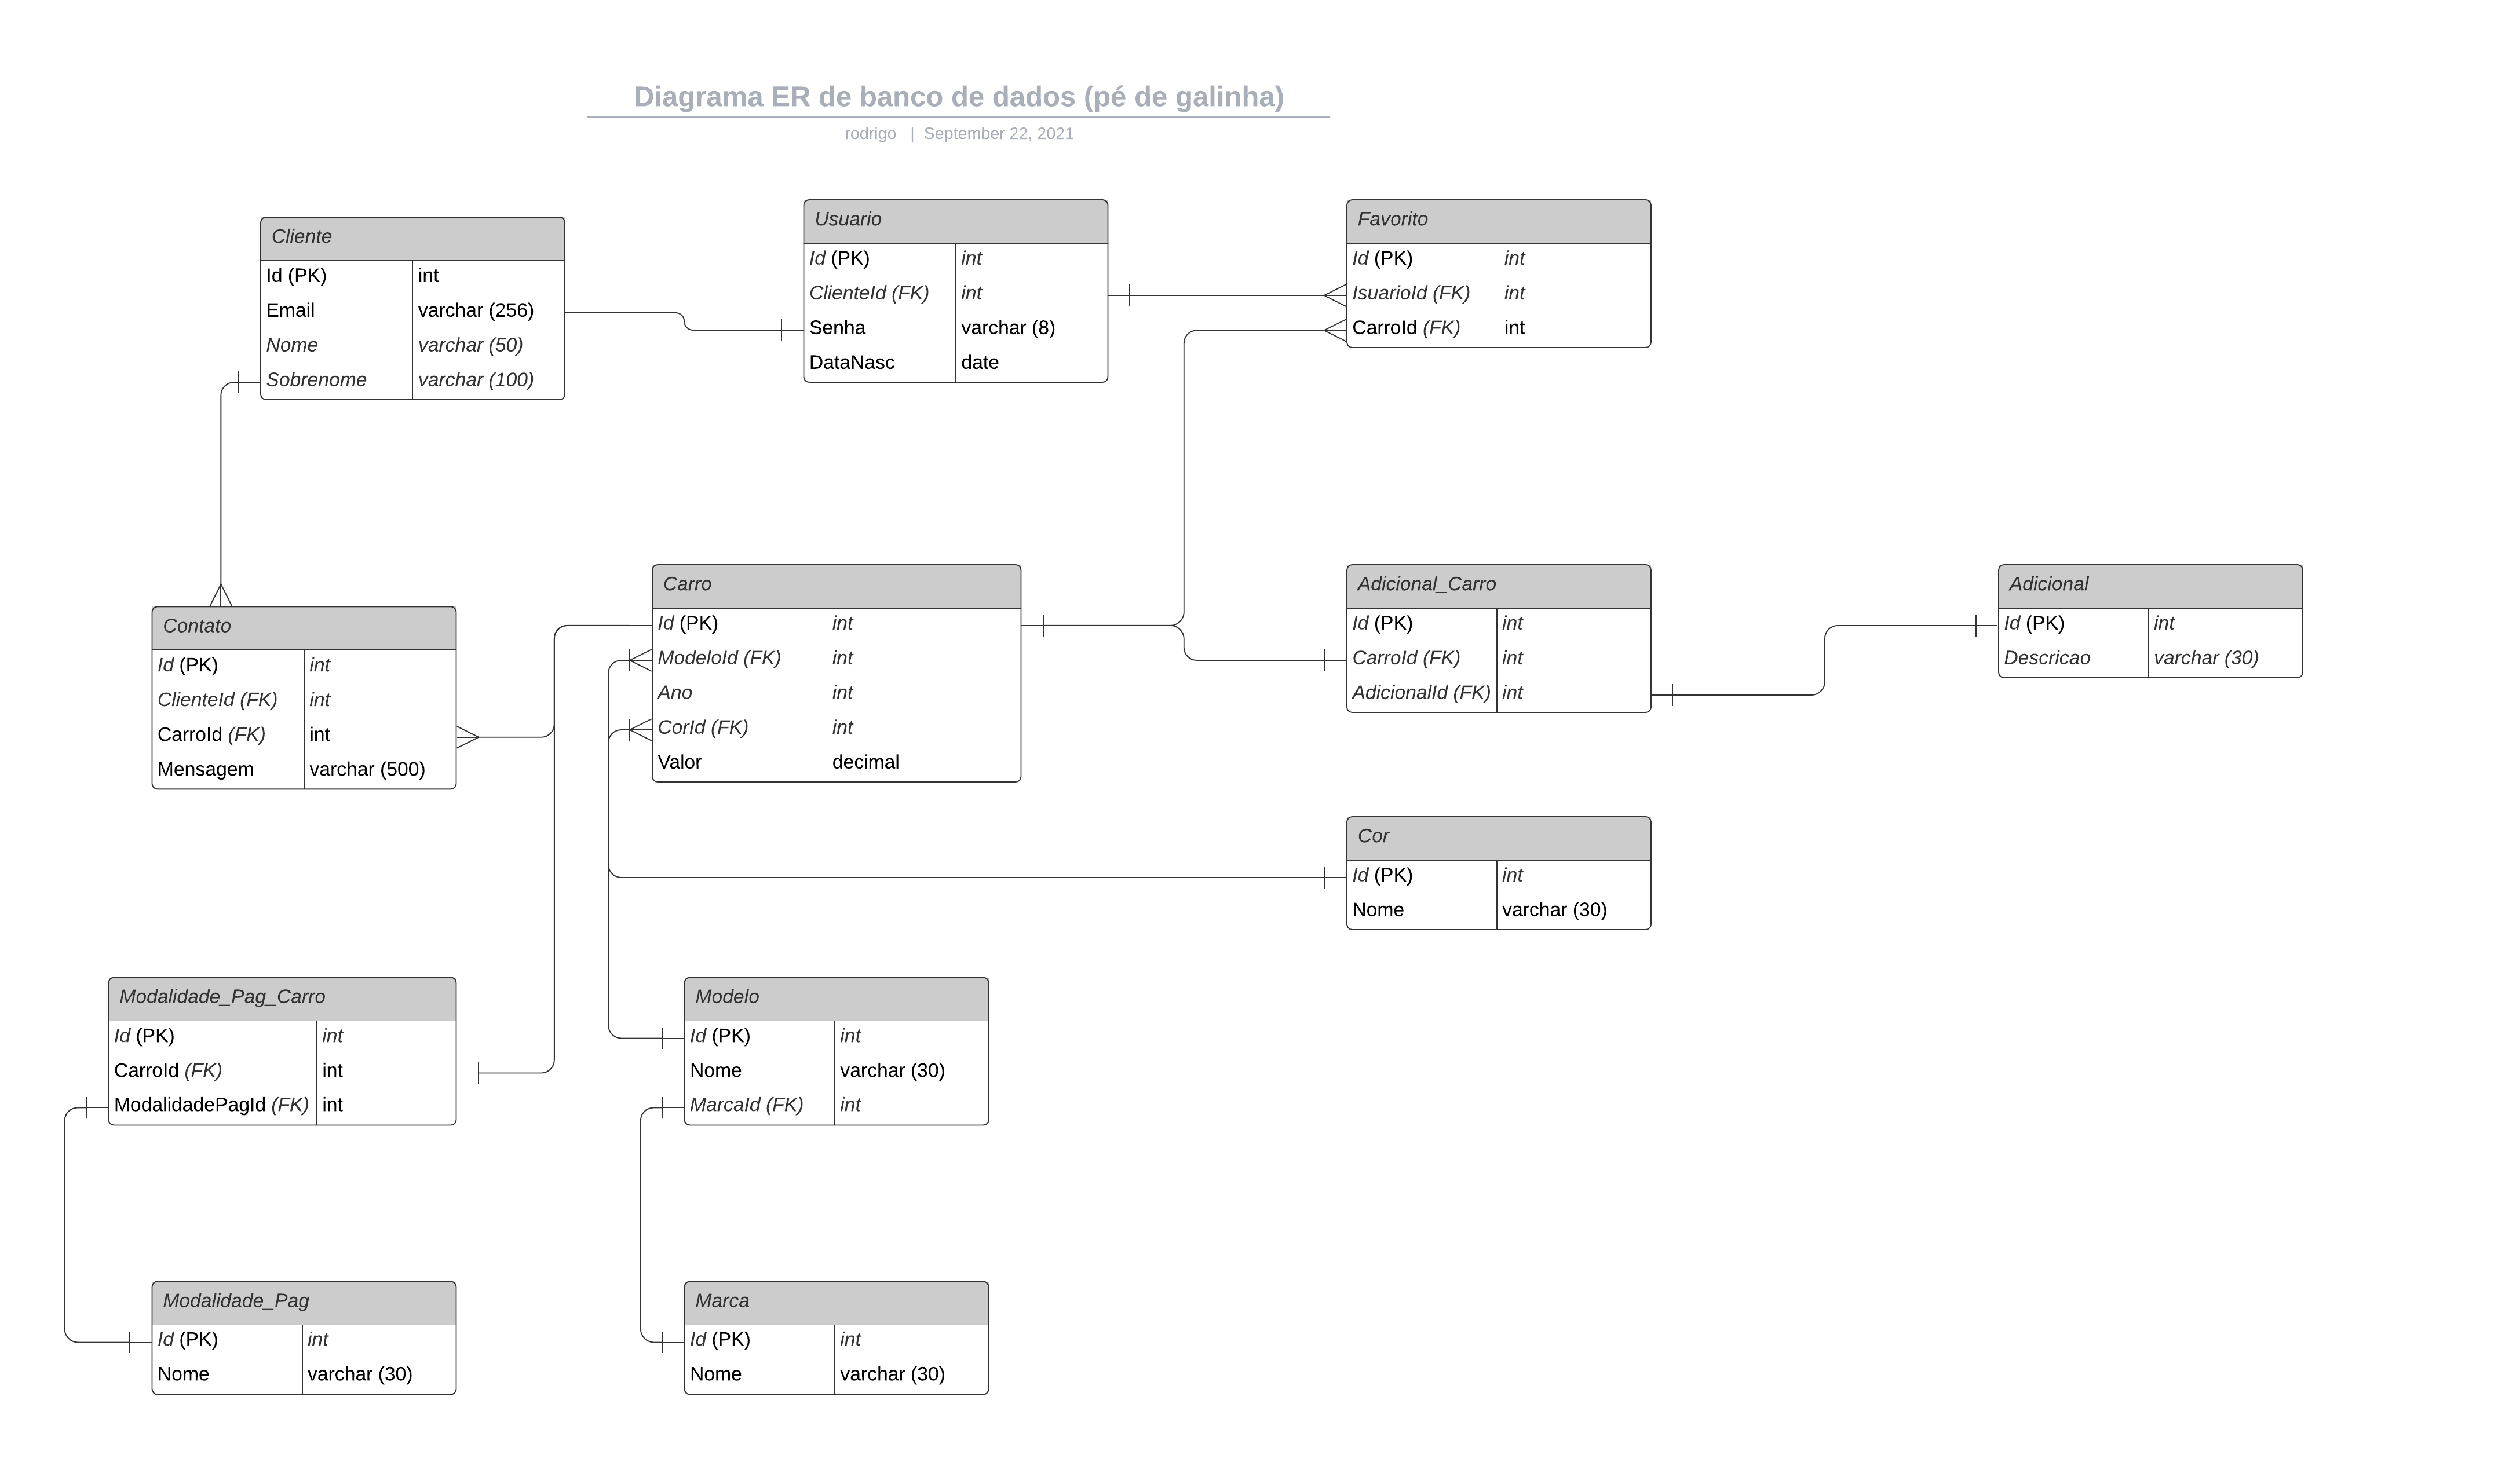 Diagrama ER de banco de dados (pé de galinha)
rodrigo | September 22, 2021
Cliente
Id (PK) int
Email varchar (256)
Nome varchar (50)
Sobrenome varchar (100)
Usuario
Id (PK) int
ClienteId (FK) int
Senha varchar (8)
DataNasc date
Favorito
Id (PK) int
IsuarioId (FK) int
CarroId (FK) int
Contato
Id (PK) int
ClienteId (FK) int
CarroId (FK) int
Mensagem varchar (500)
Carro
Id (PK) int
ModeloId (FK) int
Ano int
CorId (FK) int
Valor decimal
Adicional_Carro
Id (PK) int
CarroId (FK) int
AdicionalId (FK) int
Adicional
Id (PK) int
Descricao varchar (30)
Cor
Id (PK) int
Nome varchar (30)
Modalidade_Pag_Carro
Id (PK) int
CarroId (FK) int
ModalidadePagId (FK) int
Modelo
Id (PK) int
Nome varchar (30)
MarcaId (FK) int
Modalidade_Pag
Id (PK) int
Nome varchar (30)
Marca
Id (PK) int
Nome varchar (30)